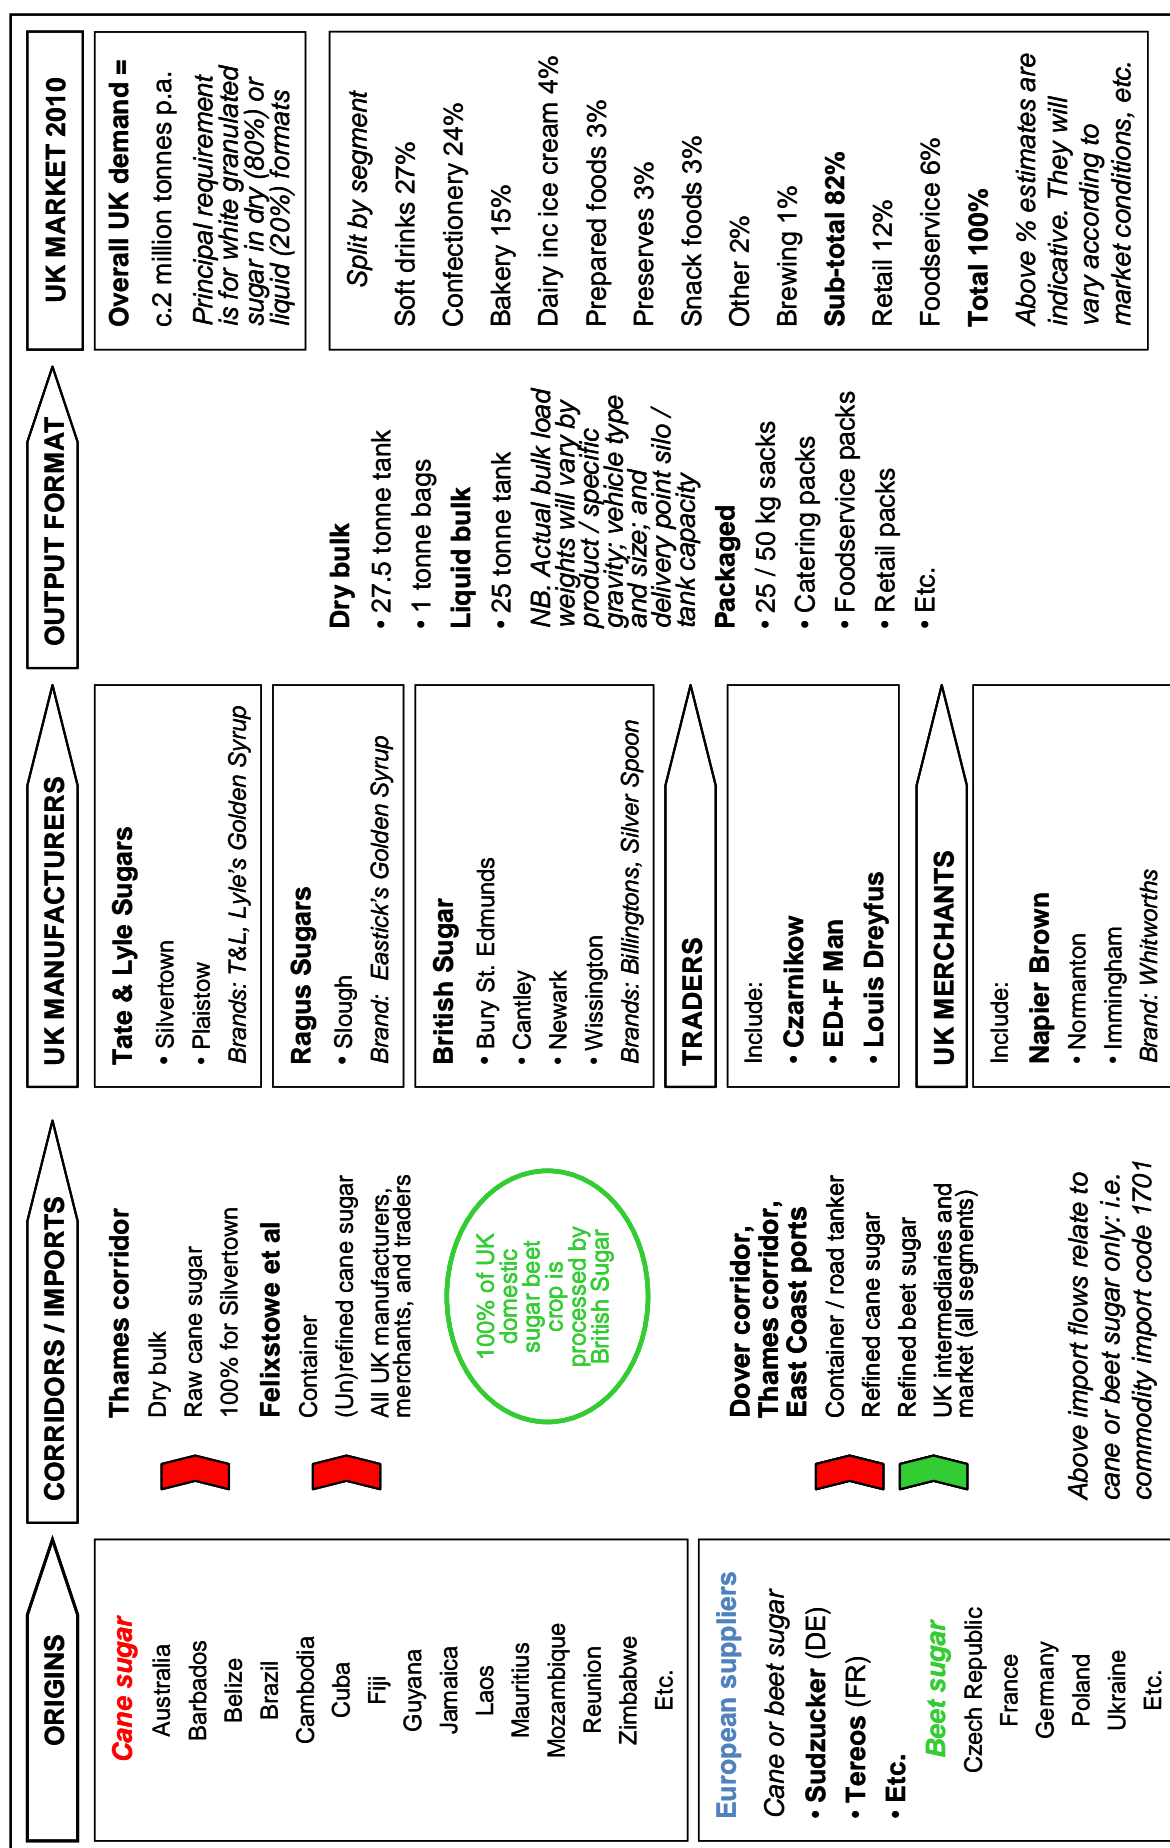 ORIGINS
Cane sugar
Australia
Barbados
Belize
Brazil
Cambodia
Cuba
Fiji
Guyana
Jamaica
Laos
Mauritius
Mozambique
Reunion
Zimbabwe
Etc.
European suppliers
Cane or beet sugar
• Sudzucker (DE)
• Tereos (FR)
• Etc.
Beet sugar
Czech Republic
France
Germany
Poland
Ukraine
Etc.
CORRIDORS / IMPORTS
Thames corridor
Dry bulk
Raw cane sugar
100% for Silvertown
Felixstowe et al
Container
(Un)refined cane sugar
All UK manufacturers,
merchants, and traders
100% of UK
domestic
sugar beet
crop is
processed by
British Sugar
Dover corridor,
Thames corridor,
East Coast ports
Container / road tanker
Refined cane sugar
Refined beet sugar
UK intermediaries and
market (all segments)
Above import flows relate to
cane or beet sugar only: i.e.
commodity import code 1701
UK MANUFACTURERS
Tate & Lyle Sugars
• Silvertown
• Plaistow
Brands: T&L, Lyle's Golden Syrup
Ragus Sugars
• Slough
Brand: Eastick's Golden Syrup
British Sugar
• Bury St. Edmunds
• Cantley
• Newark
• Wissington
Brands: Billingtons, Silver Spoon
TRADERS
Include:
• Czarnikow
• ED+F Man
• Louis Dreyfus
UK MERCHANTS
Include:
Napier Brown
• Normanton
• Immingham
Brand: Whitworths
OUTPUT FORMAT
Dry bulk
• 27.5 tonne tank
• 1 tonne bags
Liquid bulk
• 25 tonne tank
NB. Actual bulk load
weights will vary by
product / specific
gravity; vehicle type
and size; and
delivery point silo /
tank capacity
Packaged
• 25 / 50 kg sacks
• Catering packs
• Foodservice packs
• Retail packs
• Etc.
UK MARKET 2010
Overall UK demand =
c.2 million tonnes p.a.
Principal requirement
is for white granulated
sugar in dry (80%) or
liquid (20%) formats
Split by segment
Soft drinks 27%
Confectionery 24%
Bakery 15%
Dairy inc ice cream 4%
Prepared foods 3%
Preserves 3%
Snack foods 3%
Other 2%
Brewing 1%
Sub-total 82%
Retail 12%
Foodservice 6%
Total 100%
Above % estimates are
indicative. They will
vary according to
market conditions, etc.